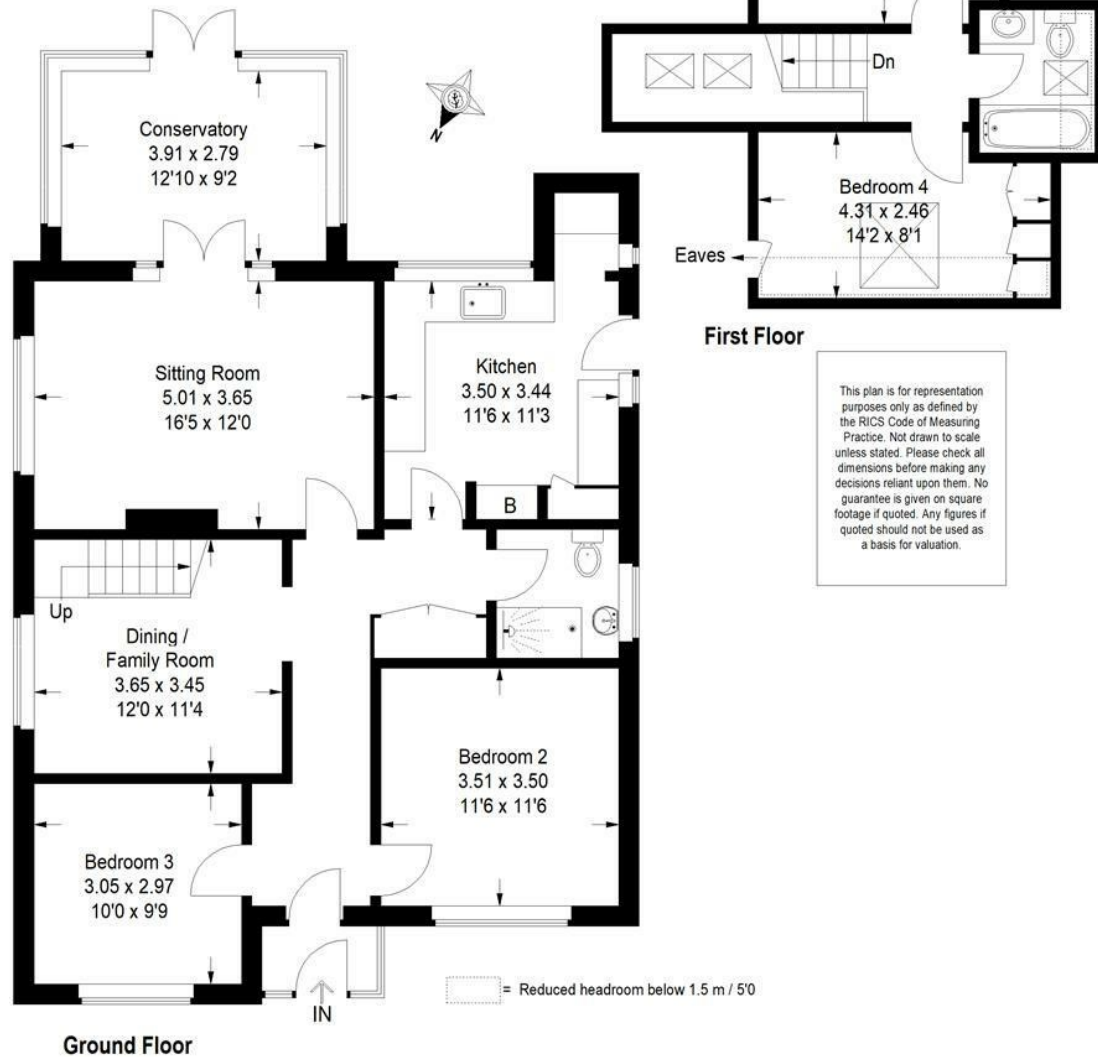 Conservatory
3.91 x 2.79
12'10 x 9'2
N
Dn
Bedroom 4
4.31 x 2.46
14'2 x 8'1
Eaves
First Floor
Sitting Room
5.01 x 3.65
16'5 x 12'0
Kitchen
3.50 x 3.44
11'6 x 11'3
B
This plan is for representation
purposes only as defined by
the RICS Code of Measuring
Practice. Not drawn to scale
unless stated. Please check all
dimensions before making any
decisions reliant upon them. No
guarantee is given on square
footage if quoted. Any figures if
quoted should not be used as
a basis for valuation.
Up
Dining /
Family Room
3.65 x 3.45
12'0 x 11'4
Bedroom 2
3.51 x 3.50
11'6 x 11'6
Bedroom 3
3.05 x 2.97
10'0 x 9'9
IN
= Reduced headroom below 1.5 m / 5'0
Ground Floor